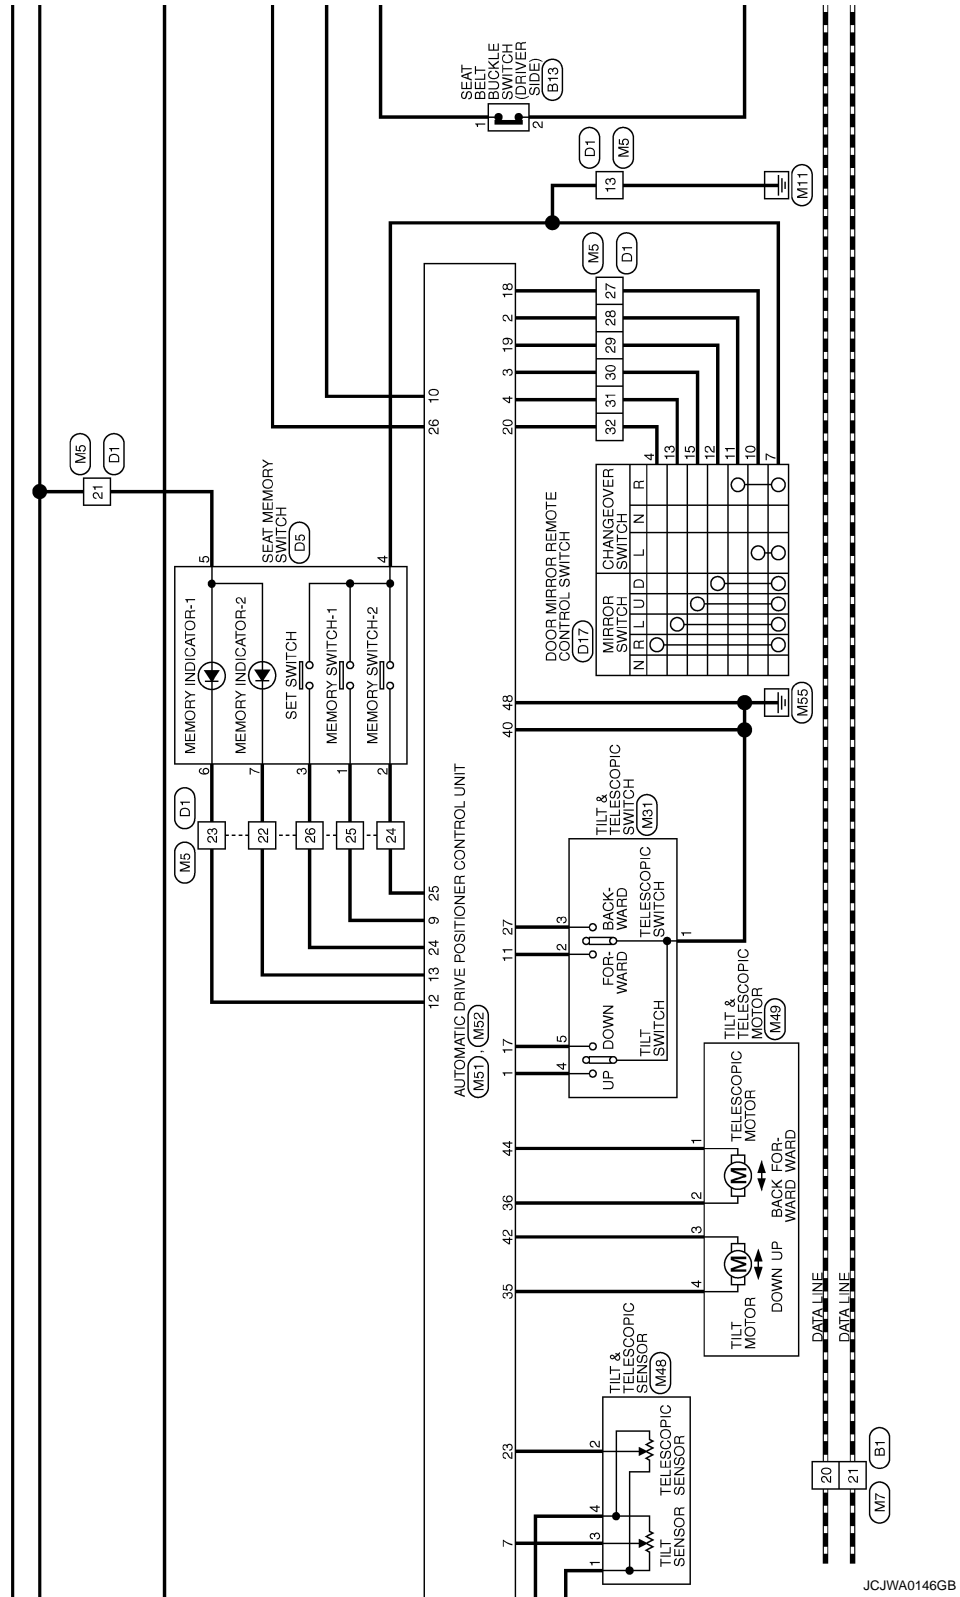 SEAT
BELT
BUCKLE
SWITCH
(DRIVER
SIDE)
B13
1
2
D1
M5
13
M11
M5
D1
18
27
2
28
19
29
3
30
4
31
20
32
10
26
M5
D1
21
SEAT MEMORY
SWITCH
D5
5
4
MEMORY INDICATOR-1
MEMORY INDICATOR-2
SET SWITCH
MEMORY SWITCH-1
MEMORY SWITCH-2
6
7
3
1
2
D1
M5
23
22
26
25
24
25
9
24
13
12
DOOR MIRROR REMOTE
CONTROL SWITCH
D17
4
13
15
12
11
10
7
MIRROR
SWITCH
CHANGEOVER
SWITCH
N
R
L
U
D
L
N
R
48
40
M55
AUTOMATIC DRIVE POSITIONER CONTROL UNIT
M51 , M52
TILT &
TELESCOPIC
SWITCH
M31
27
3
11
2
17
5
1
4
1
BACK-
WARD
FOR-
WARD
TELESCOPIC
SWITCH
DOWN
UP
TILT
SWITCH
TILT &
TELESCOPIC
MOTOR
M49
44
1
36
2
42
3
35
4
TELESCOPIC
MOTOR
BACK FOR-
WARD WARD
M
M
TILT
MOTOR
DOWN UP
TILT &
TELESCOPIC
SENSOR
M48
23
2
4
7
3
1
TELESCOPIC
SENSOR
TILT
SENSOR
DATA LINE
DATA LINE
20
21
B1
M7
JCJWA0146GB